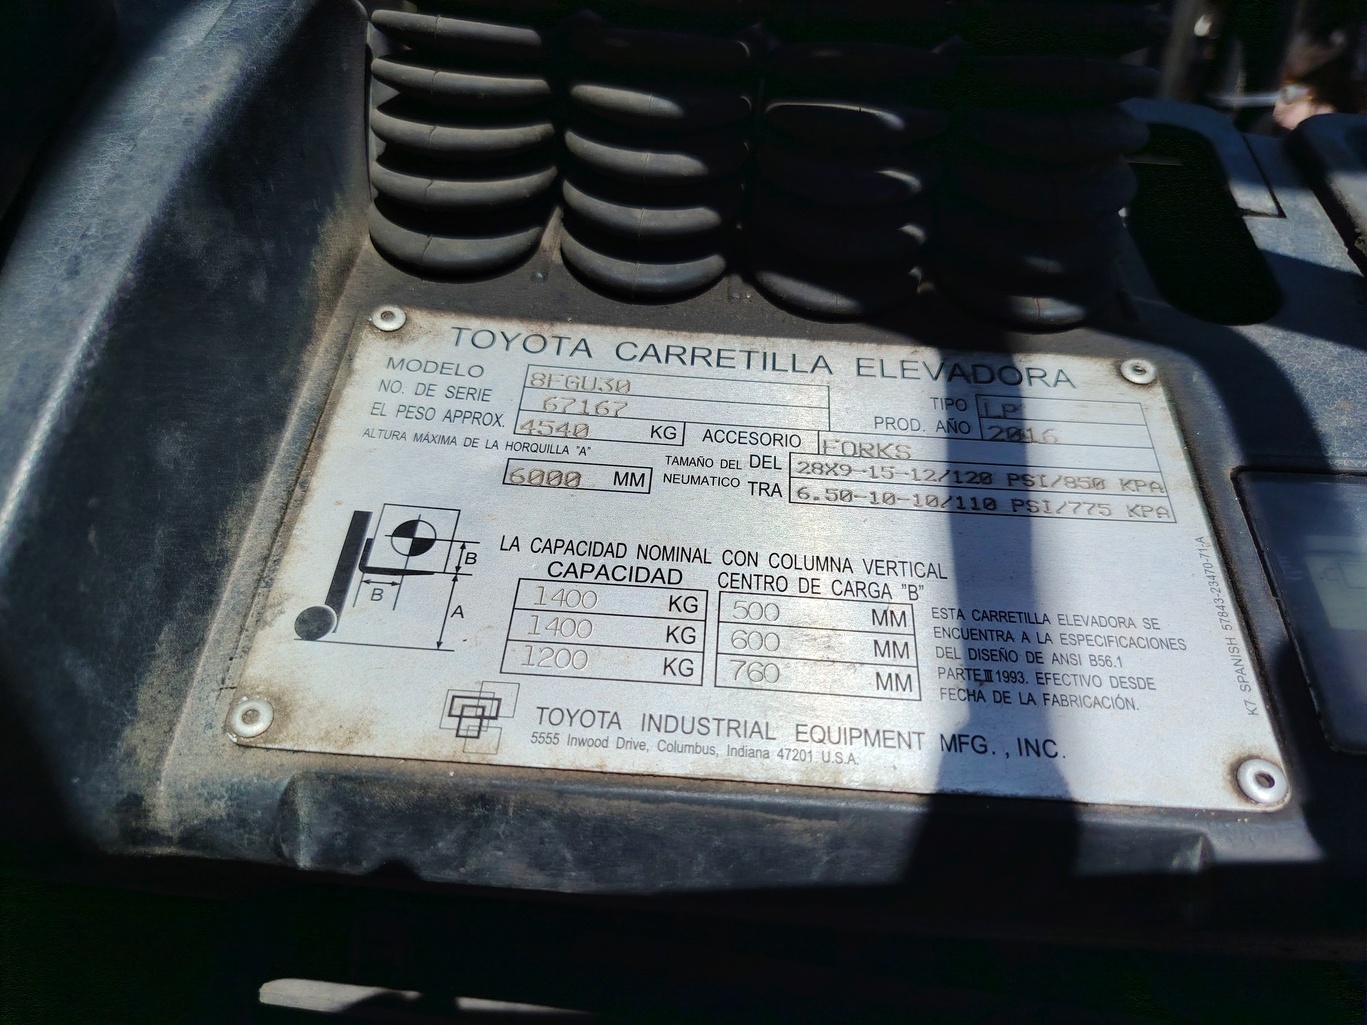 TOYOTA CARRETILLA ELEVADORA
MODELO 8FGU30 TIPO LP
NO. DE SERIE 67167 PROD. AÑO 2016
EL PESO APPROX. 4540 KG ACCESORIO FORKS
ALTURA MÁXIMA DE LA HORQUILLA "A"
6000 MM
TAMAÑO DEL NEUMATICO DEL 28X9-15-12/120 PSI/850 KPA
TRA 6.50-10-10/110 PSI/775 KPA
B
B
A
LA CAPACIDAD NOMINAL CON COLUMNA VERTICAL
CAPACIDAD CENTRO DE CARGA "B"
1400 KG 500 MM
1400 KG 600 MM
1200 KG 760 MM
ESTA CARRETILLA ELEVADORA SE
ENCUENTRA A LA ESPECIFICACIONES
DEL DISEÑO DE ANSI B56.1
PARTE III 1993. EFECTIVO DESDE
FECHA DE LA FABRICACIÓN.
TOYOTA INDUSTRIAL EQUIPMENT MFG., INC.
5555 Inwood Drive, Columbus, Indiana 47201 U.S.A.
K7 SPANISH 57843-23470-71-A